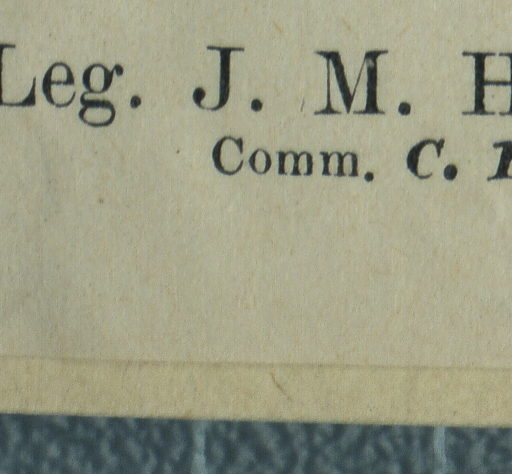 Leg. J. M. H
Comm. C.